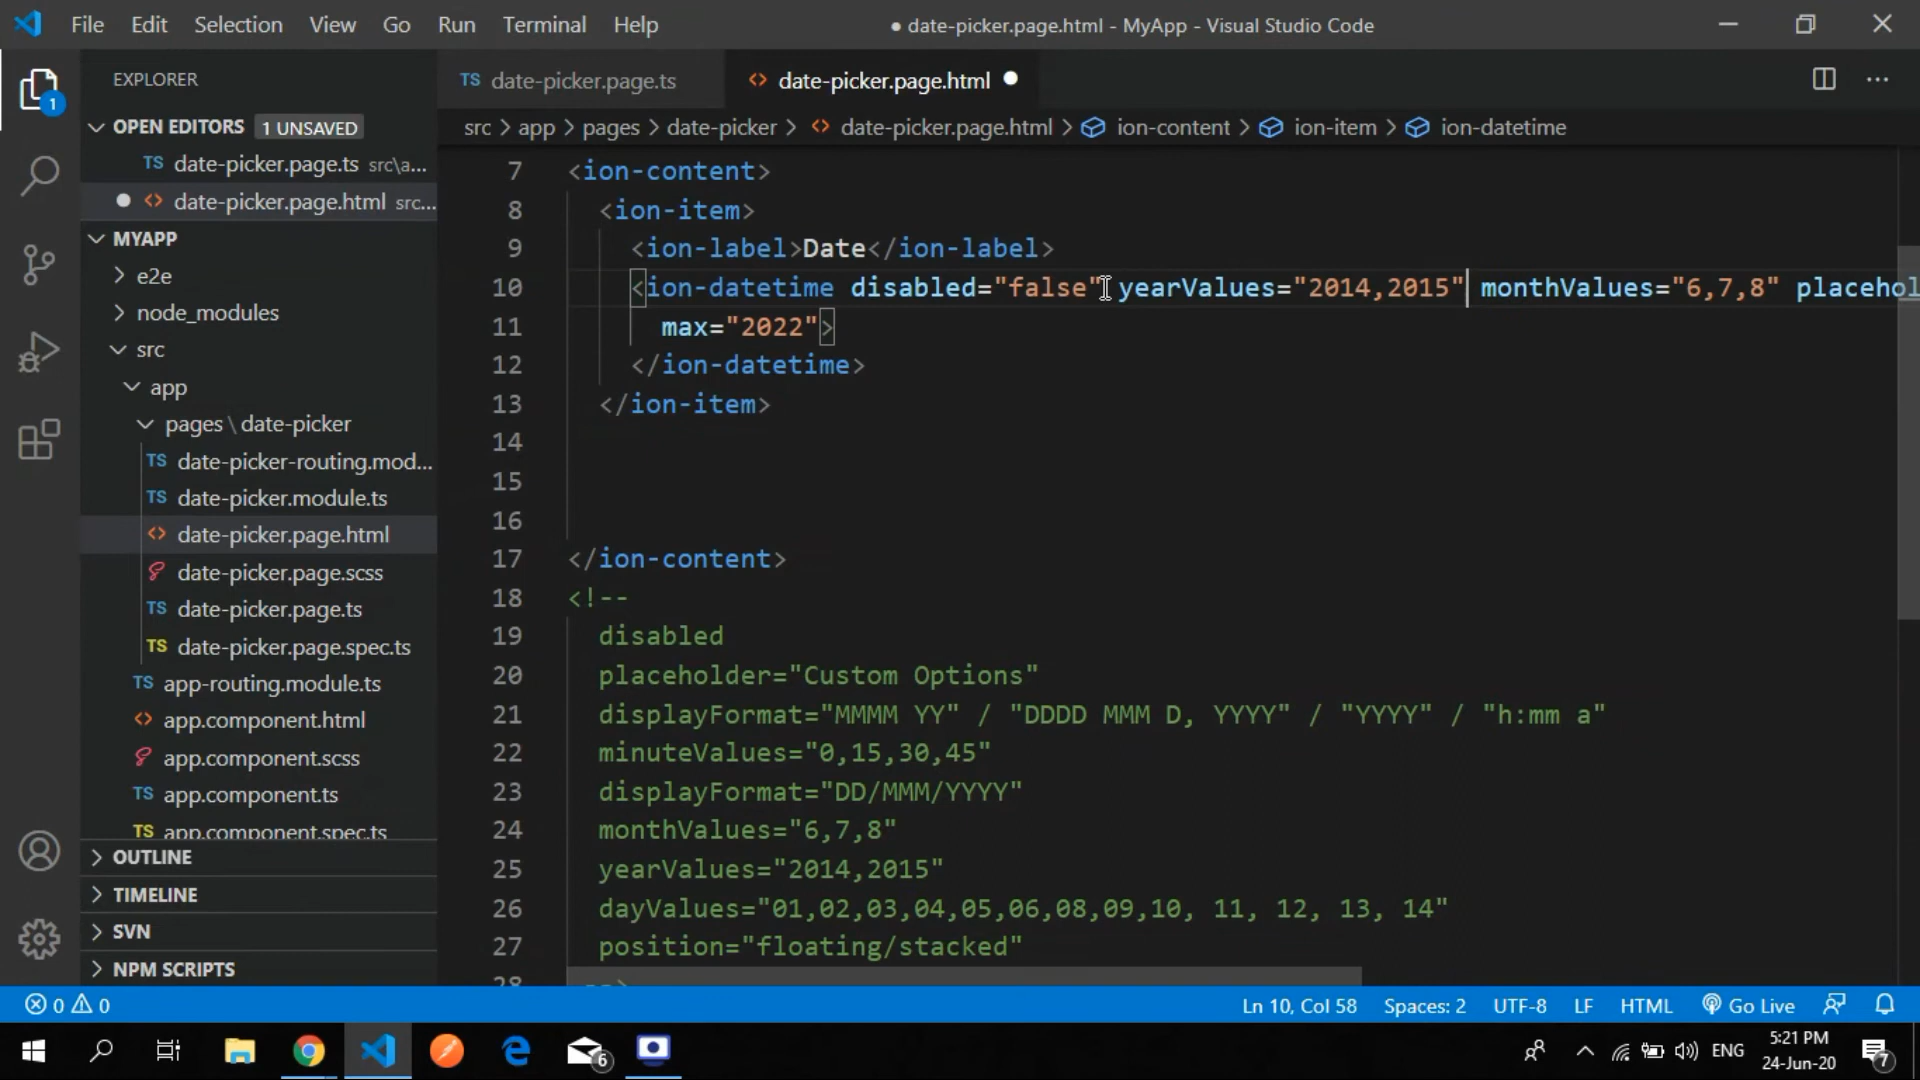 File Edit Selection View Go Run Terminal Help ● date-picker.page.html - MyApp - Visual Studio Code
EXPLORER
TS date-picker.page.ts <> date-picker.page.html
OPEN EDITORS 1 UNSAVED
src > app > pages > date-picker > <> date-picker.page.html > ion-content > ion-item > ion-datetime
1
TS date-picker.page.ts src\a...
<> date-picker.page.html src...
MYAPP
e2e
node_modules
src
app
pages \ date-picker
TS date-picker-routing.mod...
TS date-picker.module.ts
<> date-picker.page.html
date-picker.page.scss
TS date-picker.page.ts
TS date-picker.page.spec.ts
TS app-routing.module.ts
<> app.component.html
app.component.scss
TS app.component.ts
TS app.component.spec.ts
OUTLINE
TIMELINE
SVN
NPM SCRIPTS
7 <ion-content>
8 <ion-item>
9 <ion-label>Date</ion-label>
10 <ion-datetime disabled="false" yearValues="2014,2015" monthValues="6,7,8" placehol
11 max="2022">
12 </ion-datetime>
13 </ion-item>
14
15
16
17 </ion-content>
18 <!--
19 disabled
20 placeholder="Custom Options"
21 displayFormat="MMMM YY" / "DDDD MMM D, YYYY" / "YYYY" / "h:mm a"
22 minuteValues="0,15,30,45"
23 displayFormat="DD/MMM/YYYY"
24 monthValues="6,7,8"
25 yearValues="2014,2015"
26 dayValues="01,02,03,04,05,06,08,09,10, 11, 12, 13, 14"
27 position="floating/stacked"
28 -->
0 0 Ln 10, Col 58 Spaces: 2 UTF-8 LF HTML Go Live
6 ENG 5:21 PM
24-Jun-20 7